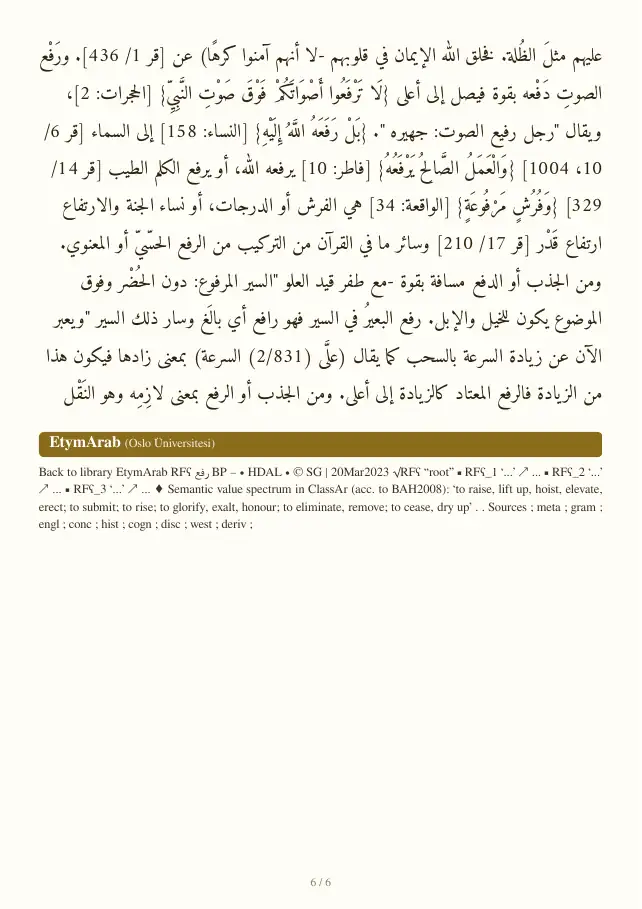 عليهم مثلَ الظُلة. فخلق الله الإيمان في قلوبهم -لا أنهم آمنوا كرهًا) عن [قر 1/ 436]. ورَفْع
الصوتِ دَفْعه بقوة فيصل إلى أعلى {لَا تَرْفَعُوا أَصْوَاتَكُمْ فَوْقَ صَوْتِ النَّبِيِّ} [الحجرات: 2]،
ويقال "رجل رفيع الصوت: جهيره ". {بَلْ رَفَعَهُ اللَّهُ إِلَيْهِ} [النساء: 158] إلى السماء [قر 6/
10، 1004] {وَالْعَمَلُ الصَّالِحُ يَرْفَعُهُ} [فاطر: 10] يرفعه الله، أو يرفع الكلم الطيب [قر 14/
329] {وَفُرُشٍ مَرْفُوعَةٍ} [الواقعة: 34] هي الفرش أو الدرجات، أو نساء الجنة والارتفاع
ارتفاع قَدْر [قر 17/ 210] وسائر ما في القرآن من التركيب من الرفع الحسّيّ أو المعنوي.
ومن الجذب أو الدفع مسافة بقوة -مع طفر قيد العلو "السير المرفوع: دون الحُضْر وفوق
الموضوع يكون للخيل والإبل. رفع البعيرُ في السير فهو رافع أي بالَغ وسار ذلك السير "ويعبر
الآن عن زيادة السرعة بالسحب كما يقال (علَّى (2/831) السرعة) بمعنى زادها فيكون هذا
من الزيادة فالرفع المعتاد كالزيادة إلى أعلى. ومن الجذب أو الرفع بمعنى لازِمِه وهو النَقْل
EtymArab (Oslo Üniversitesi)
Back to library EtymArab RFʕ رفع BP – • HDAL • © SG | 20Mar2023 √RFʕ “root” ▪ RFʕ_1 ‘...’ ↗ ... ▪ RFʕ_2 ‘...’
↗ ... ▪ RFʕ_3 ‘...’ ↗ ... ♦ Semantic value spectrum in ClassAr (acc. to BAH2008): ‘to raise, lift up, hoist, elevate,
erect; to submit; to rise; to glorify, exalt, honour; to eliminate, remove; to cease, dry up’ . . Sources ; meta ; gram ;
engl ; conc ; hist ; cogn ; disc ; west ; deriv ;
6 / 6